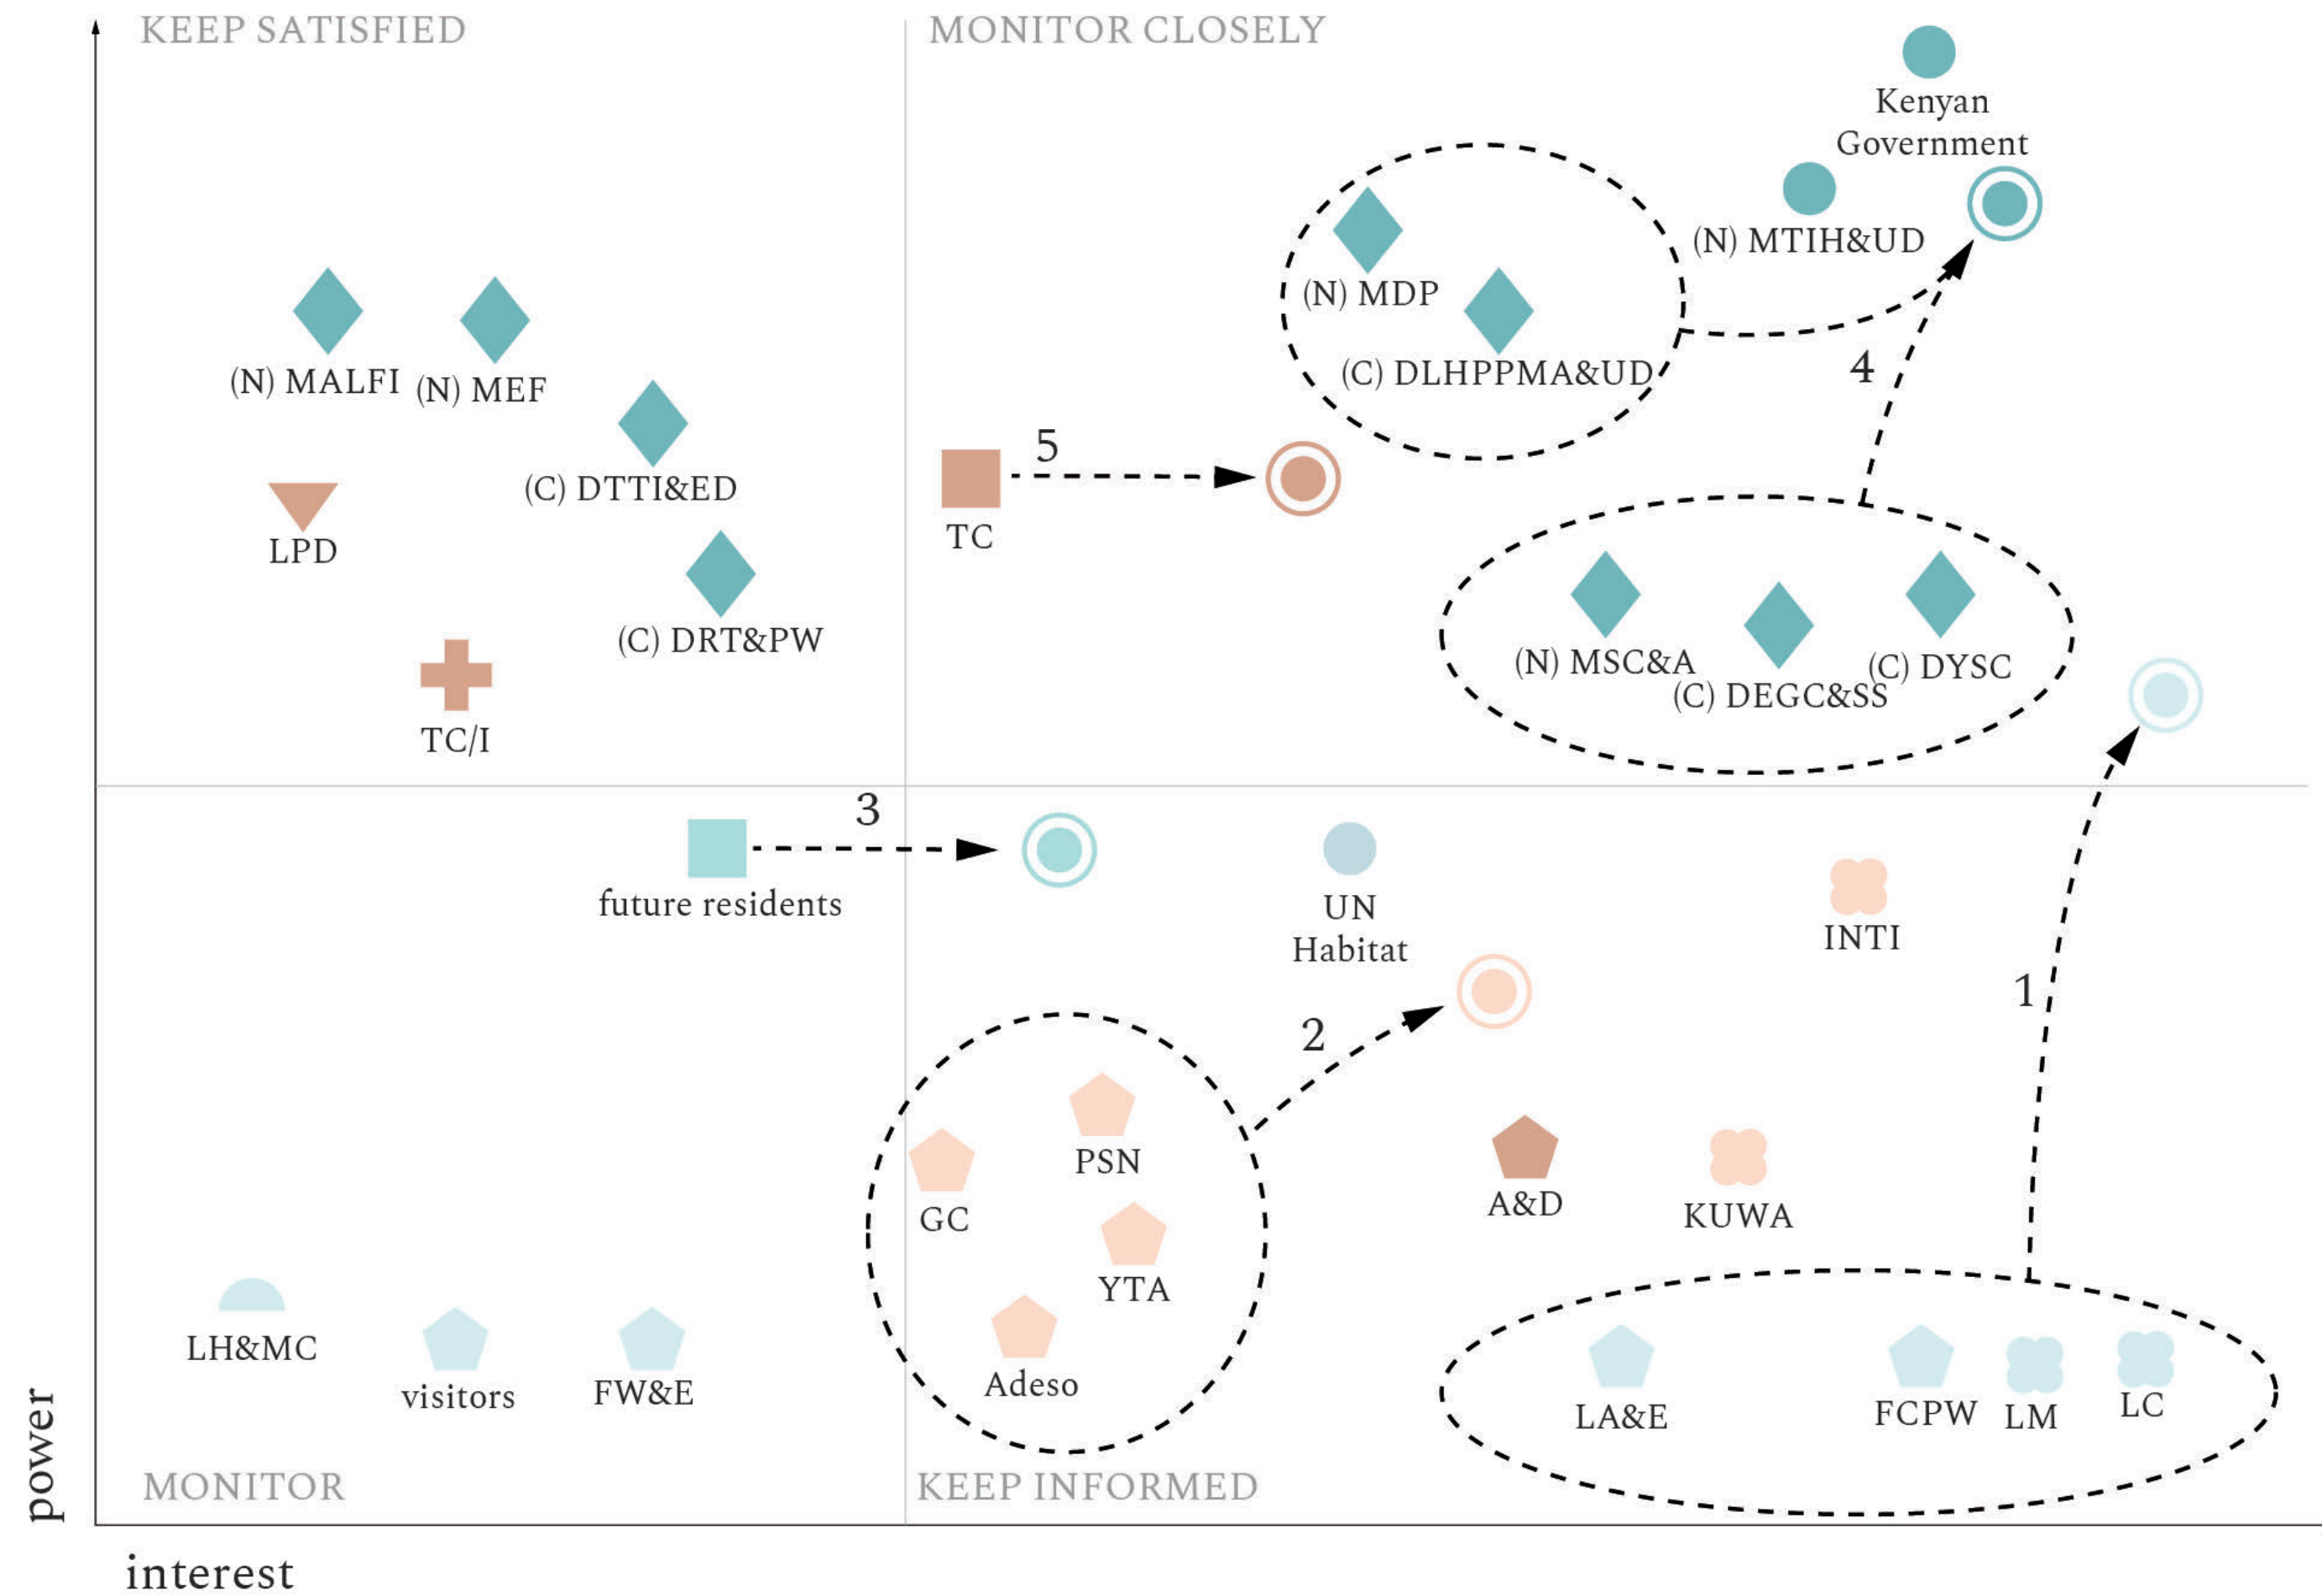 KEEP SATISFIED
MONITOR CLOSELY
Kenyan
Government
(N) MTIH&UD
(N) MDP
(C) DLHPPMA&UD
4
(N) MALFI
(N) MEF
(C) DTTI&ED
5
TC
LPD
(C) DRT&PW
(N) MSC&A
(C) DEGC&SS
(C) DYSC
TC/I
3
future residents
UN
Habitat
INTI
1
2
PSN
GC
YTA
Adeso
A&D
KUWA
LH&MC
visitors
FW&E
LA&E
FCPW
LM
LC
MONITOR
KEEP INFORMED
power
interest